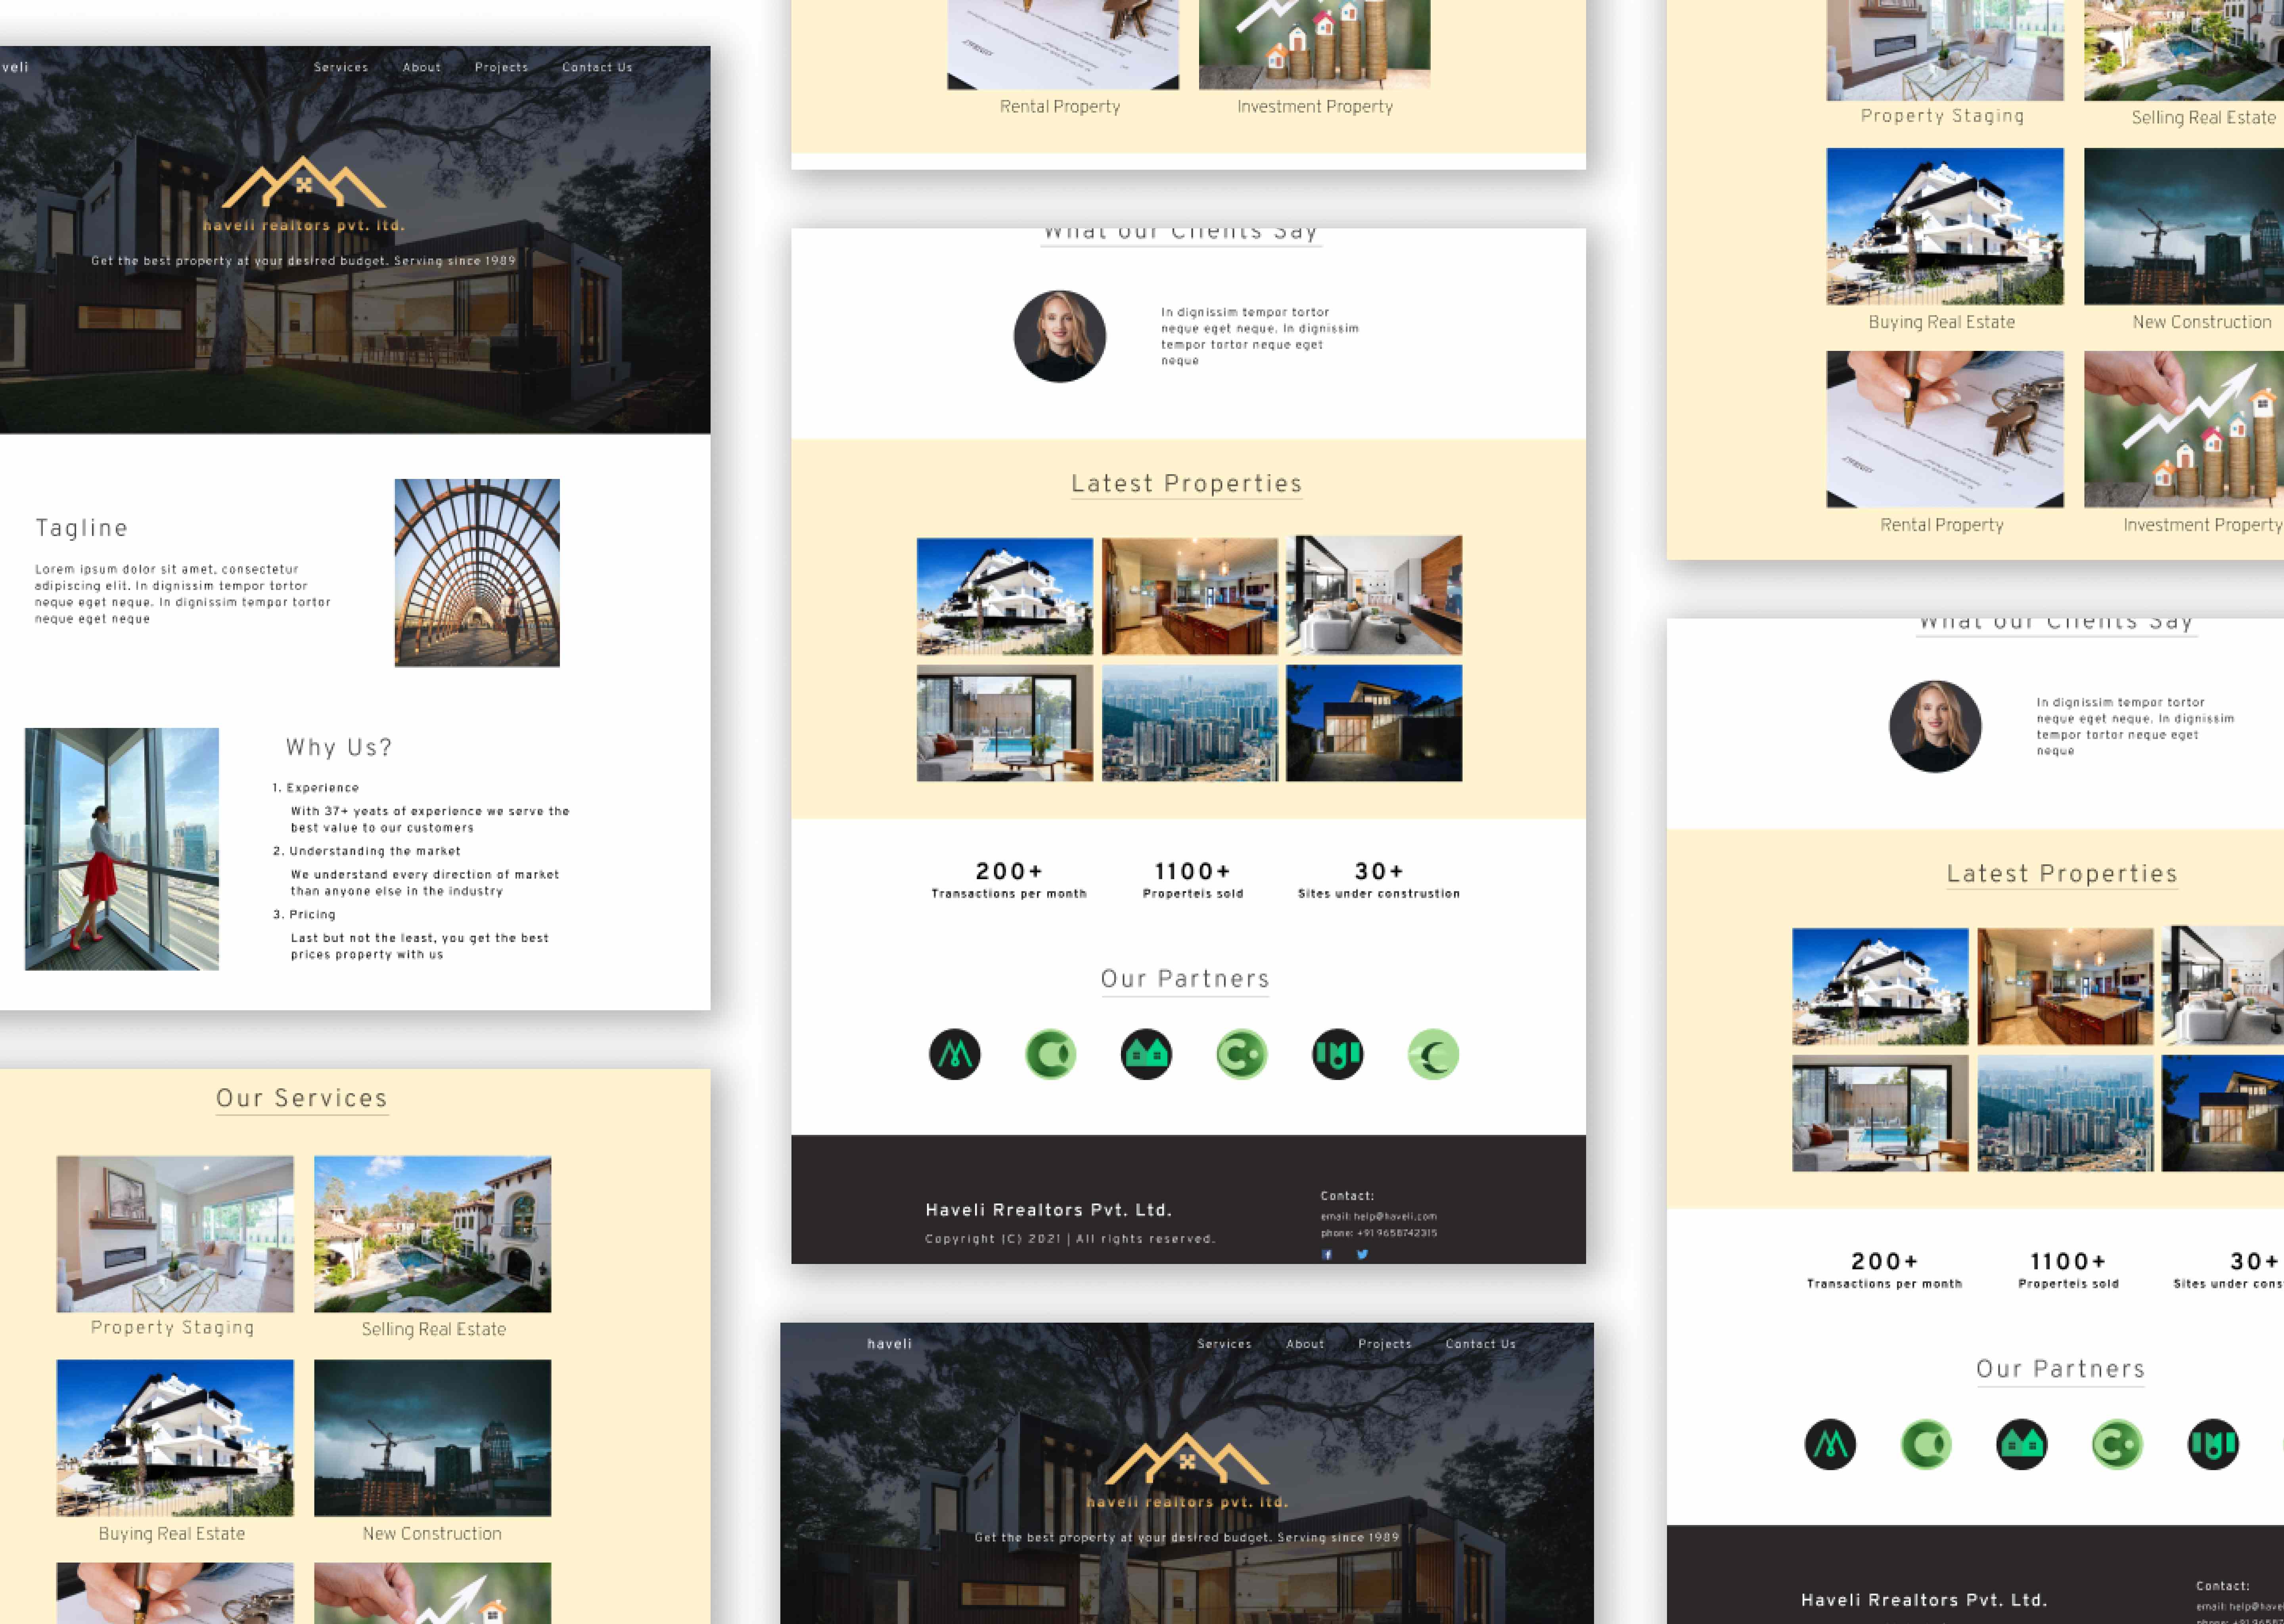 veli
Services About Projects Contact Us
haveli realtors pvt. ltd.
Get the best property at your desired budget. Serving since 1989
Tagline
Lorem ipsum dolor sit amet, consectetur
adipiscing elit. In dignissim tempor tortor
neque eget neque. In dignissim tempor tortor
neque eget neque
Why Us?
1. Experience
With 37+ yeats of experience we serve the
best value to our customers
2. Understanding the market
We understand every direction of market
than anyone else in the industry
3. Pricing
Last but not the least, you get the best
prices property with us
Our Services
Property Staging
Selling Real Estate
Buying Real Estate
New Construction
Rental Property
Investment Property
What our Clients Say
In dignissim tempor tortor
neque eget neque. In dignissim
tempor tortor neque eget
neque
Latest Properties
200+
Transactions per month
1100+
Properteis sold
30+
Sites under construstion
Our Partners
Haveli Rrealtors Pvt. Ltd.
Copyright (C) 2021 | All rights reserved.
Contact:
email: help@haveli.com
phone: +919658742315
haveli
Services About Projects Contact Us
haveli realtors pvt. ltd.
Get the best property at your desired budget. Serving since 1989
Property Staging
Selling Real Estate
Buying Real Estate
New Construction
Rental Property
Investment Property
What our Clients Say
In dignissim tempor tortor
neque eget neque. In dignissim
tempor tortor neque eget
neque
Latest Properties
200+
Transactions per month
1100+
Properteis sold
30+
Sites under cons
Our Partners
Haveli Rrealtors Pvt. Ltd.
Contact:
email: help@have